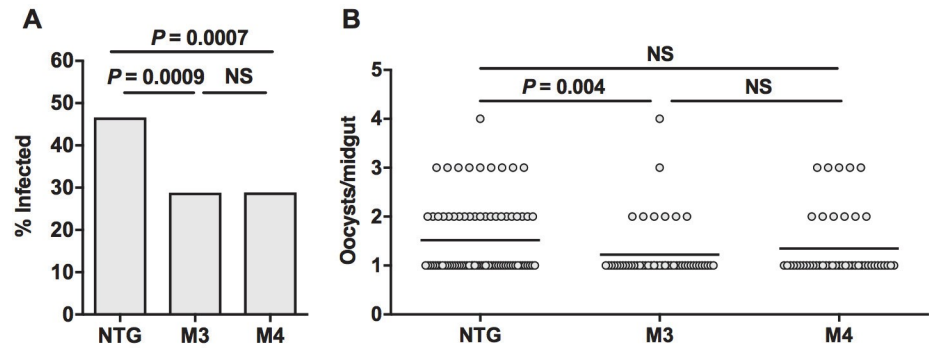 A
P = 0.0007
P = 0.0009
NS
60
50
40
30
20
10
0
% Infected
NTG
M3
M4
B
NS
P = 0.004
NS
5
4
3
2
1
0
Oocysts/midgut
NTG
M3
M4